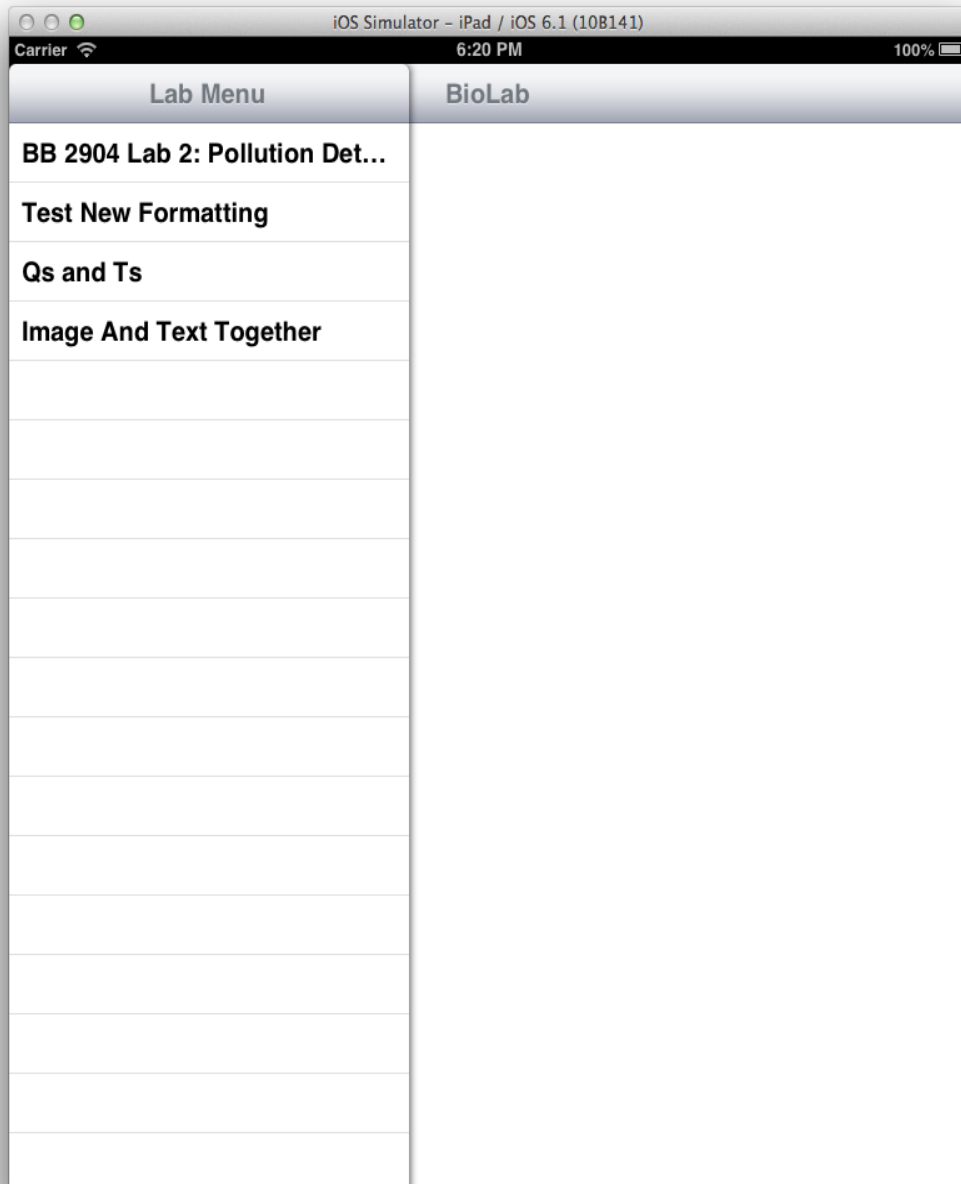 iOS Simulator – iPad / iOS 6.1 (10B141)
Carrier 6:20 PM 100%
Lab Menu BioLab
BB 2904 Lab 2: Pollution Det...
Test New Formatting
Qs and Ts
Image And Text Together